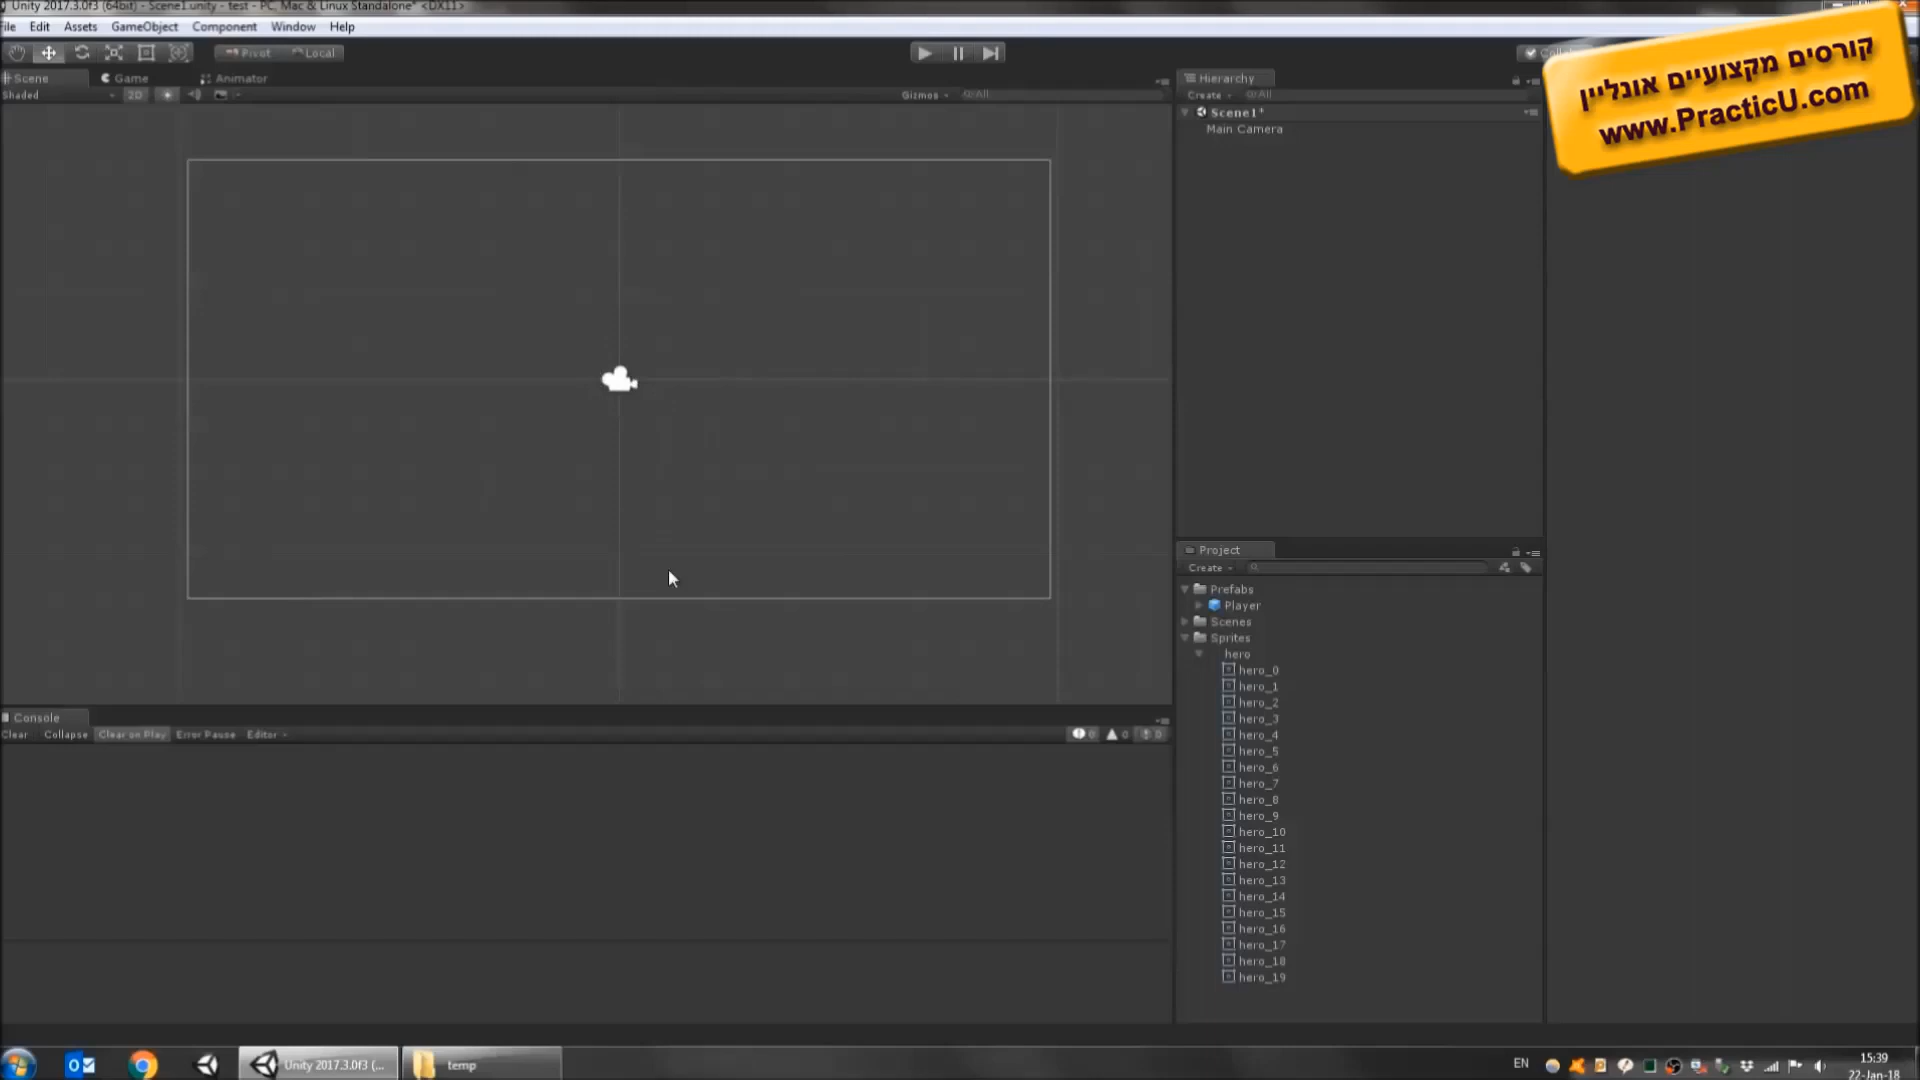 Unity 2017.3.0f3 (64bit) - Scene1.unity - test - PC, Mac & Linux Standalone* <DX11>
File Edit Assets GameObject Component Window Help
Pivot Local
Scene Game Animator
Shaded 2D Gizmos All
Hierarchy
Create All
Scene1*
Main Camera
קורסים מקצועיים אונליין
www.PracticU.com
Project
Create
Prefabs
Player
Scenes
Sprites
hero
hero_0
hero_1
hero_2
hero_3
hero_4
hero_5
hero_6
hero_7
hero_8
hero_9
hero_10
hero_11
hero_12
hero_13
hero_14
hero_15
hero_16
hero_17
hero_18
hero_19
Console
Clear Collapse Clear on Play Error Pause Editor 0 0 0
Unity 2017.3.0f3 (...
temp
EN
15:39
22-Jan-18